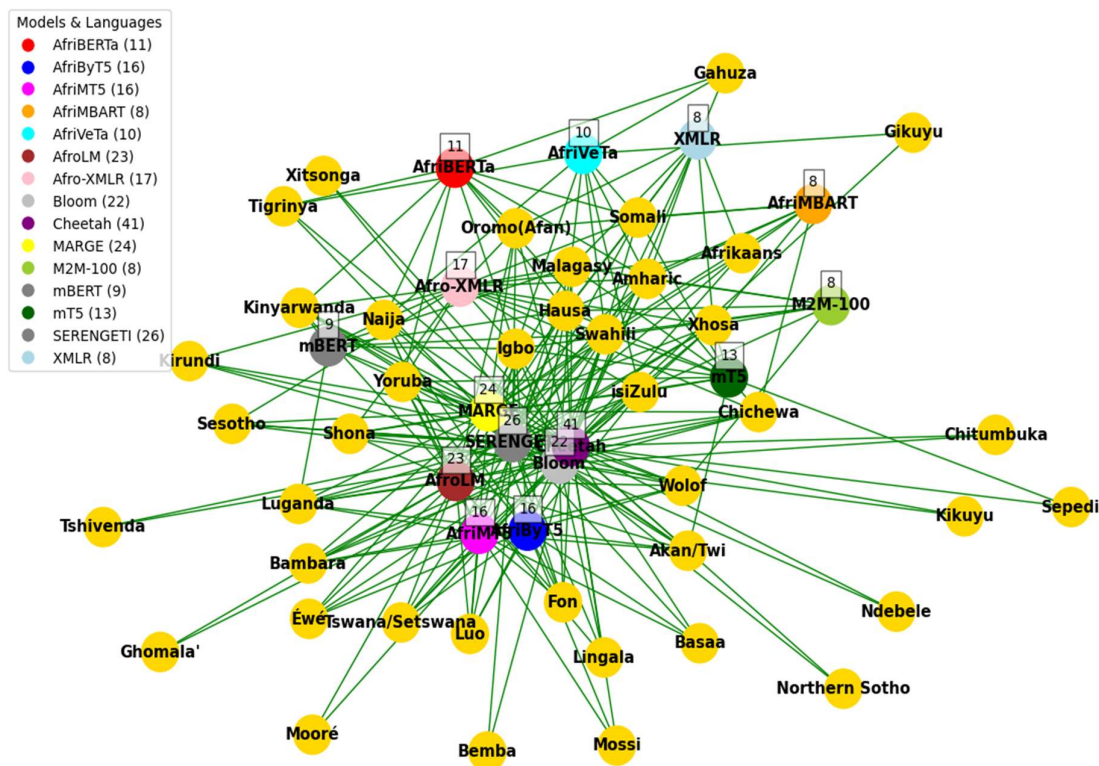 Models & Languages
AfriBERTa (11)
AfriByT5 (16)
AfriMT5 (16)
AfriMBART (8)
AfriVeTa (10)
AfroLM (23)
Afro-XMLR (17)
Bloom (22)
Cheetah (41)
MARGE (24)
M2M-100 (8)
mBERT (9)
mT5 (13)
SERENGETI (26)
XMLR (8)
Gahuza
8
XMLR
Gikuyu
10
AfriVeTa
11
AfriBERTa
Xitsonga
8
AfriMBART
Tigrinya
Somali
Oromo(Afan)
Afrikaans
Malagasy
Amharic
17
Afro-XMLR
8
M2M-100
Kinyarwanda
Hausa
Naija
Xhosa
9
mBERT
Swahili
Igbo
Kirundi
13
mT5
Yoruba
isiZulu
24
MARGE
Chichewa
Sesotho
Shona
26
SERENGE
41
22
Bloom
Chitumbuka
23
AfroLM
Wolof
Luganda
Sepedi
Kikuyu
Tshivenda
16
AfriMT5
16
AfriByT5
Akan/Twi
Bambara
Fon
Ndebele
Éwé
Tswana/Setswana
Luo
Basaa
Ghomala'
Lingala
Northern Sotho
Mooré
Bemba
Mossi